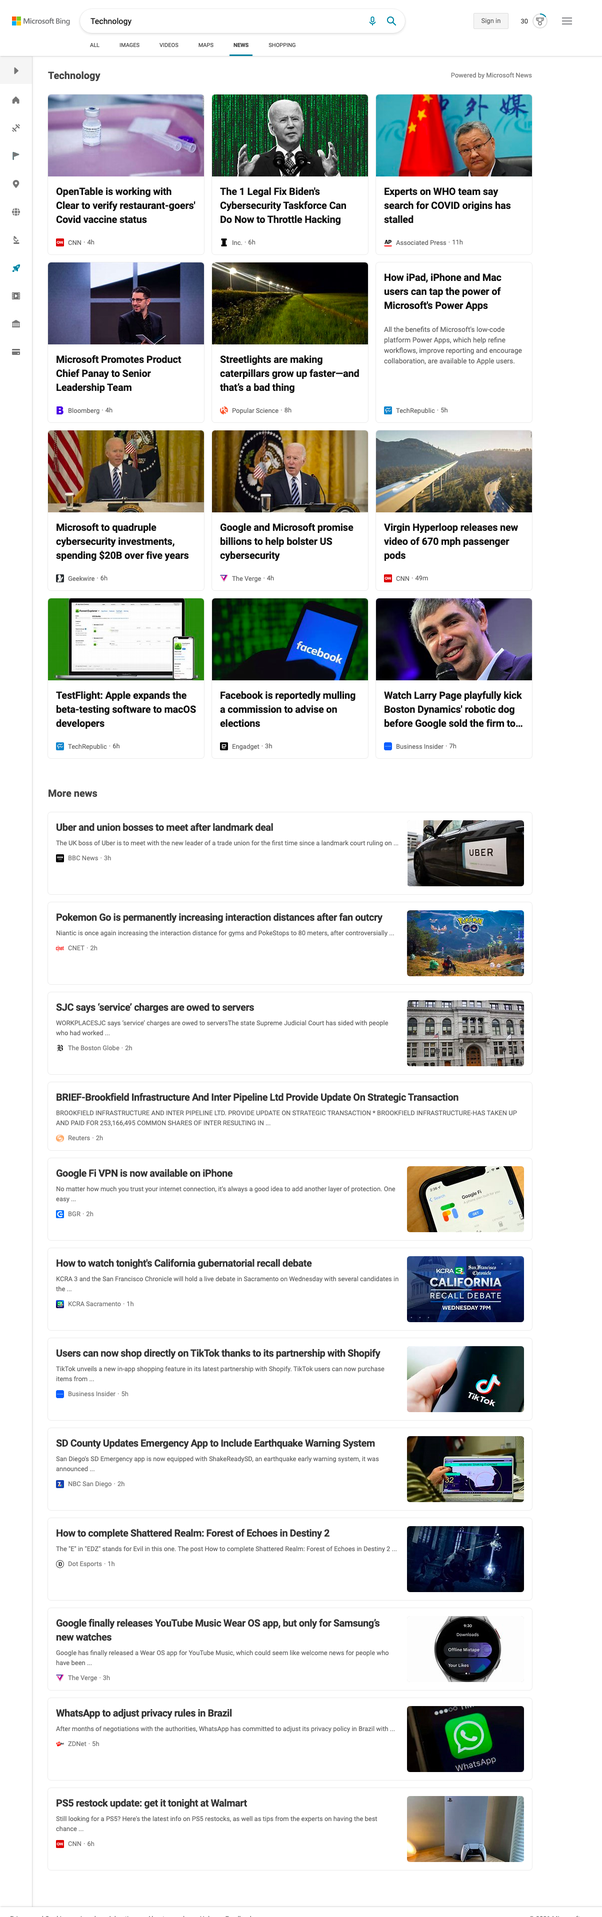 Microsoft Bing
Technology
Sign in
30
ALL
IMAGES
VIDEOS
MAPS
NEWS
SHOPPING
Technology
Powered by Microsoft News
OpenTable is working with
Clear to verify restaurant-goers'
Covid vaccine status
CNN · 4h
The 1 Legal Fix Biden's
Cybersecurity Taskforce Can
Do Now to Throttle Hacking
Inc. · 6h
Experts on WHO team say
search for COVID origins has
stalled
AP
Associated Press · 11h
Microsoft Promotes Product
Chief Panay to Senior
Leadership Team
Bloomberg · 4h
Streetlights are making
caterpillars grow up faster—and
that's a bad thing
Popular Science · 8h
How iPad, iPhone and Mac
users can tap the power of
Microsoft's Power Apps
All the benefits of Microsoft's low-code
platform Power Apps, which help refine
workflows, improve reporting and encourage
collaboration, are available to Apple users.
TechRepublic · 5h
Microsoft to quadruple
cybersecurity investments,
spending $20B over five years
Geekwire · 6h
Google and Microsoft promise
billions to help bolster US
cybersecurity
The Verge · 4h
Virgin Hyperloop releases new
video of 670 mph passenger
pods
CNN · 49m
TestFlight: Apple expands the
beta-testing software to macOS
developers
TechRepublic · 6h
facebook
Facebook is reportedly mulling
a commission to advise on
elections
Engadget · 3h
Watch Larry Page playfully kick
Boston Dynamics' robotic dog
before Google sold the firm to...
Business Insider · 7h
More news
Uber and union bosses to meet after landmark deal
The UK boss of Uber is to meet with the new leader of a trade union for the first time since a landmark court ruling on ...
BBC News · 3h
UBER
Pokemon Go is permanently increasing interaction distances after fan outcry
Niantic is once again increasing the interaction distance for gyms and PokeStops to 80 meters, after controversially ...
CNET · 2h
POKÉMON
GO
SJC says 'service' charges are owed to servers
WORKPLACESJC says 'service' charges are owed to serversThe state Supreme Judicial Court has sided with people
who had worked ...
The Boston Globe · 2h
BRIEF-Brookfield Infrastructure And Inter Pipeline Ltd Provide Update On Strategic Transaction
BROOKFIELD INFRASTRUCTURE AND INTER PIPELINE LTD. PROVIDE UPDATE ON STRATEGIC TRANSACTION * BROOKFIELD INFRASTRUCTURE-HAS TAKEN UP
AND PAID FOR 253,166,495 COMMON SHARES OF INTER RESULTING IN ...
Reuters · 2h
Google Fi VPN is now available on iPhone
No matter how much you trust your internet connection, it's always a good idea to add another layer of protection. One
easy ...
BGR · 2h
Google Fi
How to watch tonight's California gubernatorial recall debate
KCRA 3 and the San Francisco Chronicle will hold a live debate in Sacramento on Wednesday with several candidates in
the ...
KCRA Sacramento · 1h
KCRA 3
San Francisco
Chronicle
CALIFORNIA
RECALL DEBATE
WEDNESDAY 7PM
Users can now shop directly on TikTok thanks to its partnership with Shopify
TikTok unveils a new in-app shopping feature in its latest partnership with Shopify. TikTok users can now purchase
items from ...
Business Insider · 5h
TikTok
SD County Updates Emergency App to Include Earthquake Warning System
San Diego's SD Emergency app is now equipped with ShakeReadySD, an earthquake early warning system, it was
announced ...
NBC San Diego · 2h
32
How to complete Shattered Realm: Forest of Echoes in Destiny 2
The "E" in "EDZ" stands for Evil in this one. The post How to complete Shattered Realm: Forest of Echoes in Destiny 2 ...
Dot Esports · 1h
Google finally releases YouTube Music Wear OS app, but only for Samsung's
new watches
Google has finally released a Wear OS app for YouTube Music, which could seem like welcome news for people who
have been ...
The Verge · 3h
9:30
Downloads
Offline Mixtape
Your Likes
WhatsApp to adjust privacy rules in Brazil
After months of negotiations with the authorities, WhatsApp has committed to adjust its privacy policy in Brazil with ...
ZDNet · 5h
WhatsApp
PS5 restock update: get it tonight at Walmart
Still looking for a PS5? Here's the latest info on PS5 restocks, as well as tips from the experts on having the best
chance ...
CNN · 6h